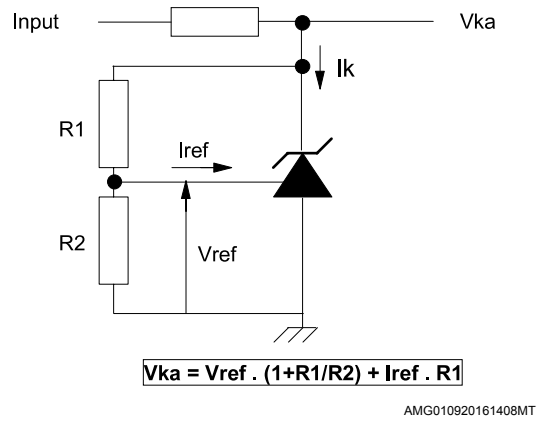 Input
Vka
Ik
R1
Iref
R2
Vref
Vka = Vref . (1+R1/R2) + Iref . R1
AMG010920161408MT